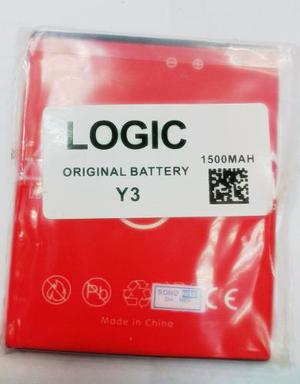 LOGIC
1500MAH
ORIGINAL BATTERY
Y3
Pb
CE
Made in China